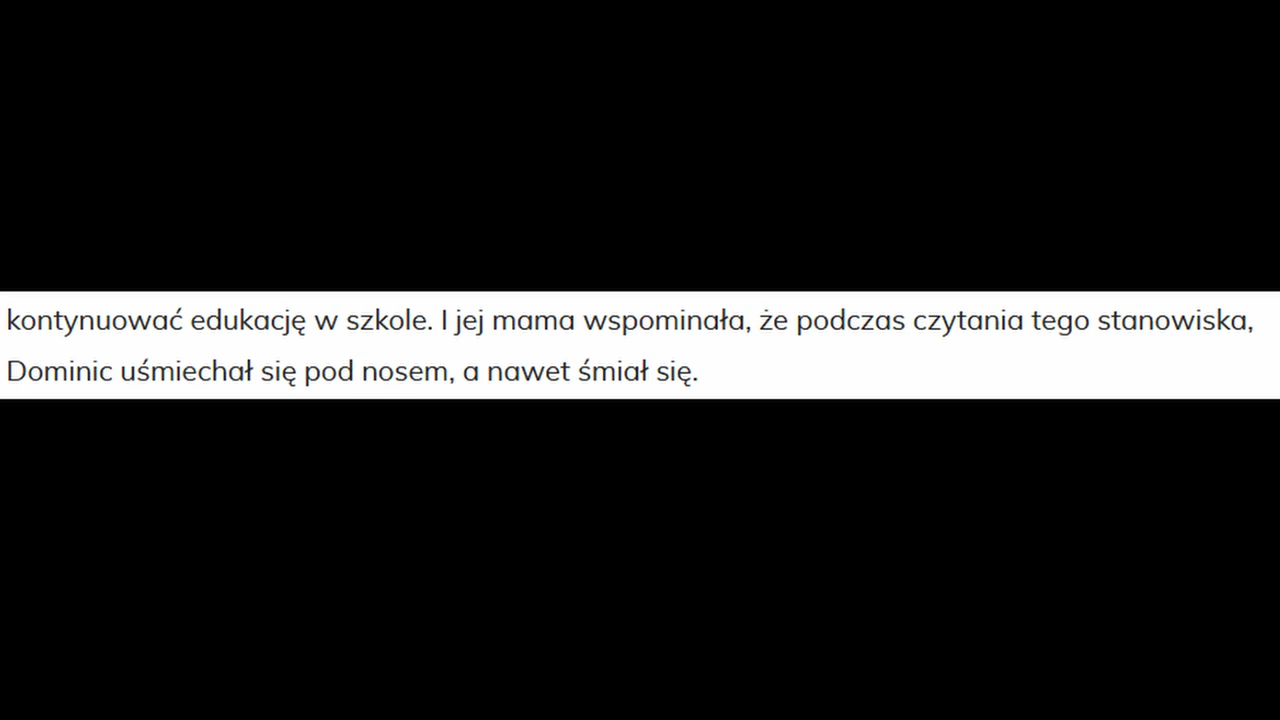 kontynuować edukację w szkole. I jej mama wspominała, że podczas czytania tego stanowiska,
Dominic uśmiechał się pod nosem, a nawet śmiał się.